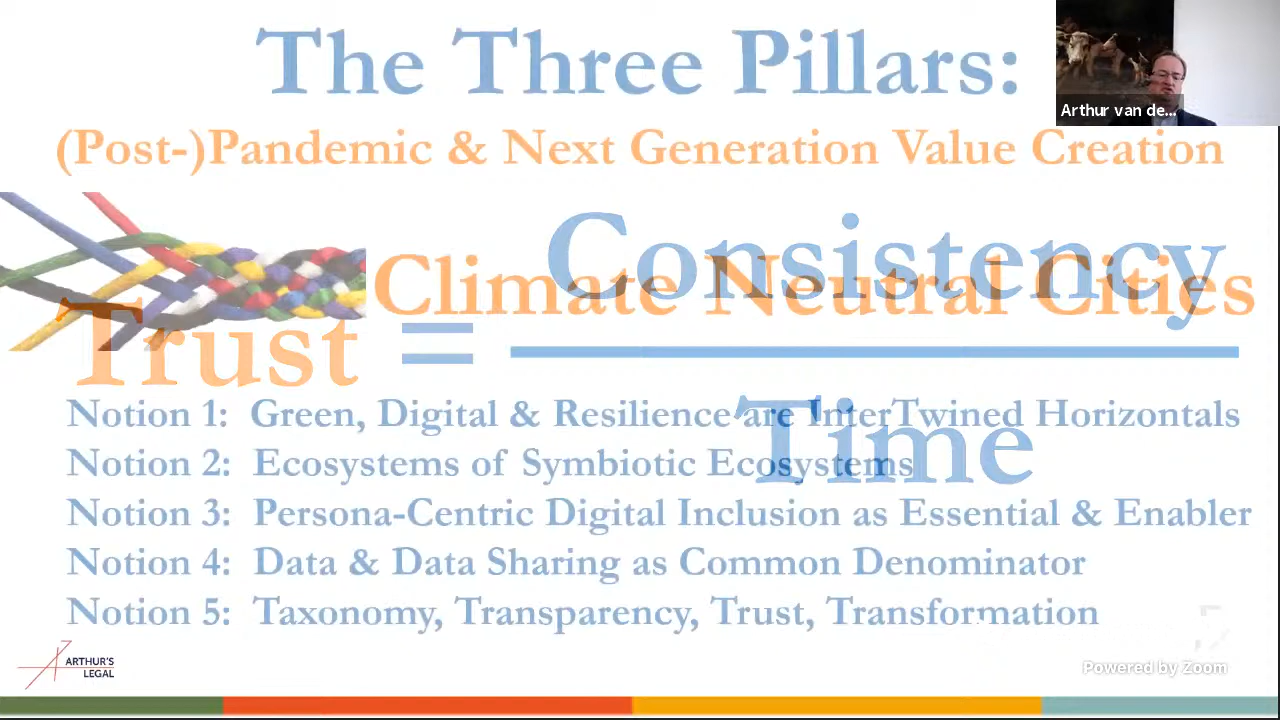 The Three Pillars:
Arthur van de...
(Post-)Pandemic & Next Generation Value Creation
Consistency
Climate Neutral Cities
Trust =
Time
Notion 1: Green, Digital & Resilience are InterTwined Horizontals
Notion 2: Ecosystems of Symbiotic Ecosystems
Notion 3: Persona-Centric Digital Inclusion as Essential & Enabler
Notion 4: Data & Data Sharing as Common Denominator
Notion 5: Taxonomy, Transparency, Trust, Transformation
ARTHUR'S
LEGAL
Powered by Zoom